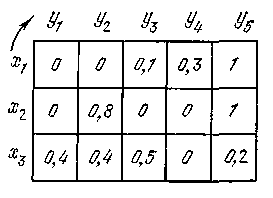 y1 y2 y3 y4 y5
x1 0 0 0,1 0,3 1
x2 0 0,8 0 0 1
x3 0,4 0,4 0,5 0 0,2